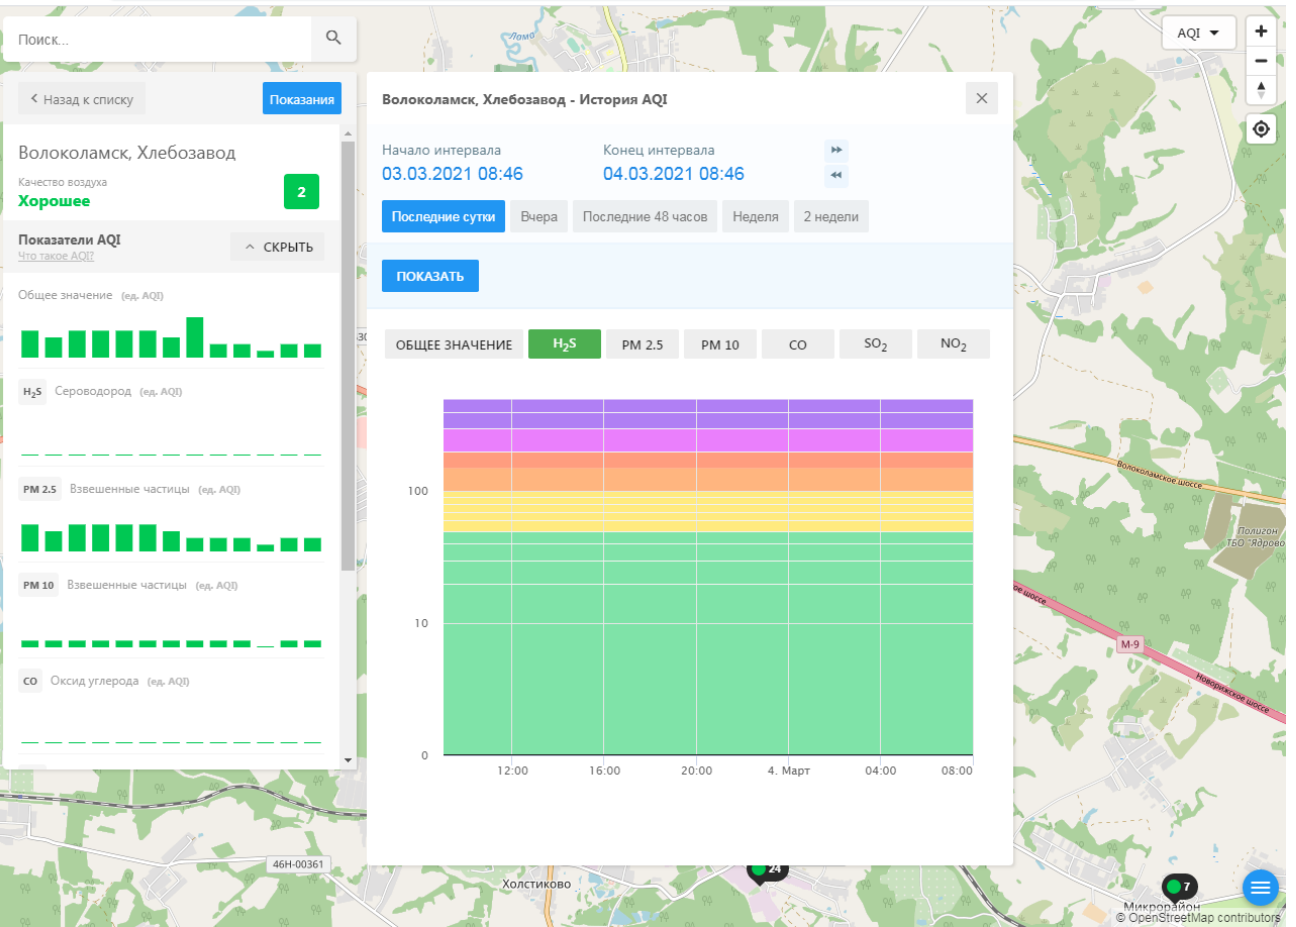 Поиск...
AQI
Назад к списку
Показания
Волоколамск, Хлебозавод
Качество воздуха
Хорошее
2
Показатели AQI
Что такое AQI?
СКРЫТЬ
Общее значение (ед. AQI)
H₂S Сероводород (ед. AQI)
PM 2.5 Взвешенные частицы (ед. AQI)
PM 10 Взвешенные частицы (ед. AQI)
CO Оксид углерода (ед. AQI)
Волоколамск, Хлебозавод - История AQI
Начало интервала
03.03.2021 08:46
Конец интервала
04.03.2021 08:46
Последние сутки
Вчера
Последние 48 часов
Неделя
2 недели
ПОКАЗАТЬ
ОБЩЕЕ ЗНАЧЕНИЕ
H₂S
PM 2.5
PM 10
CO
SO₂
NO₂
100
10
0
12:00
16:00
20:00
4. Март
04:00
08:00
Лама
Волоколамское шоссе
Полигон
ТБО "Ядрово
М-9
Новорижское шоссе
46Н-00361
24
Холстиково
7
Микрорайон
© OpenStreetMap contributors